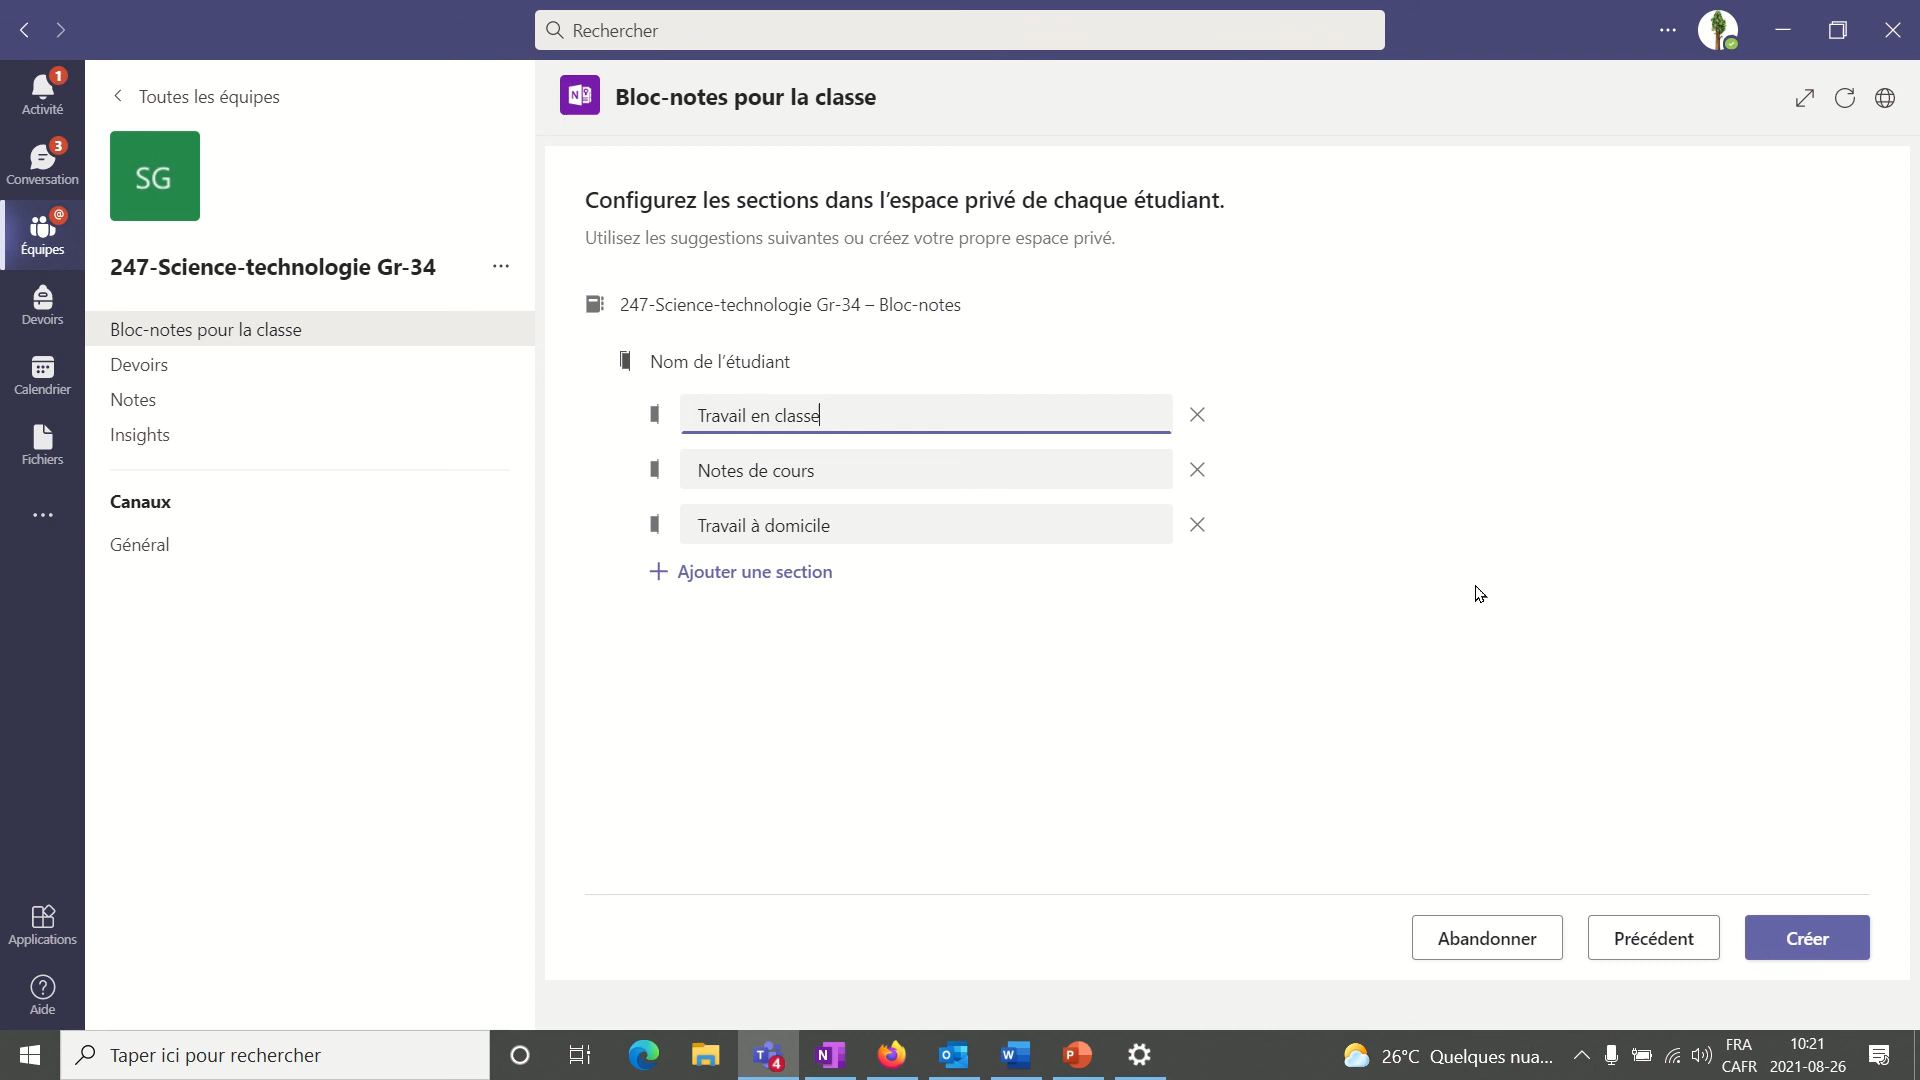 Rechercher
1
Activité
3
Conversation
@
Équipes
Devoirs
Calendrier
Fichiers
Applications
Aide
Toutes les équipes
SG
247-Science-technologie Gr-34
Bloc-notes pour la classe
Devoirs
Notes
Insights
Canaux
Général
N
Bloc-notes pour la classe
Configurez les sections dans l'espace privé de chaque étudiant.
Utilisez les suggestions suivantes ou créez votre propre espace privé.
247-Science-technologie Gr-34 – Bloc-notes
Nom de l'étudiant
Travail en classe
Notes de cours
Travail à domicile
+ Ajouter une section
Abandonner
Précédent
Créer
Taper ici pour rechercher
T
4
N
O
W
P
26°C Quelques nua...
FRA
CAFR
10:21
2021-08-26